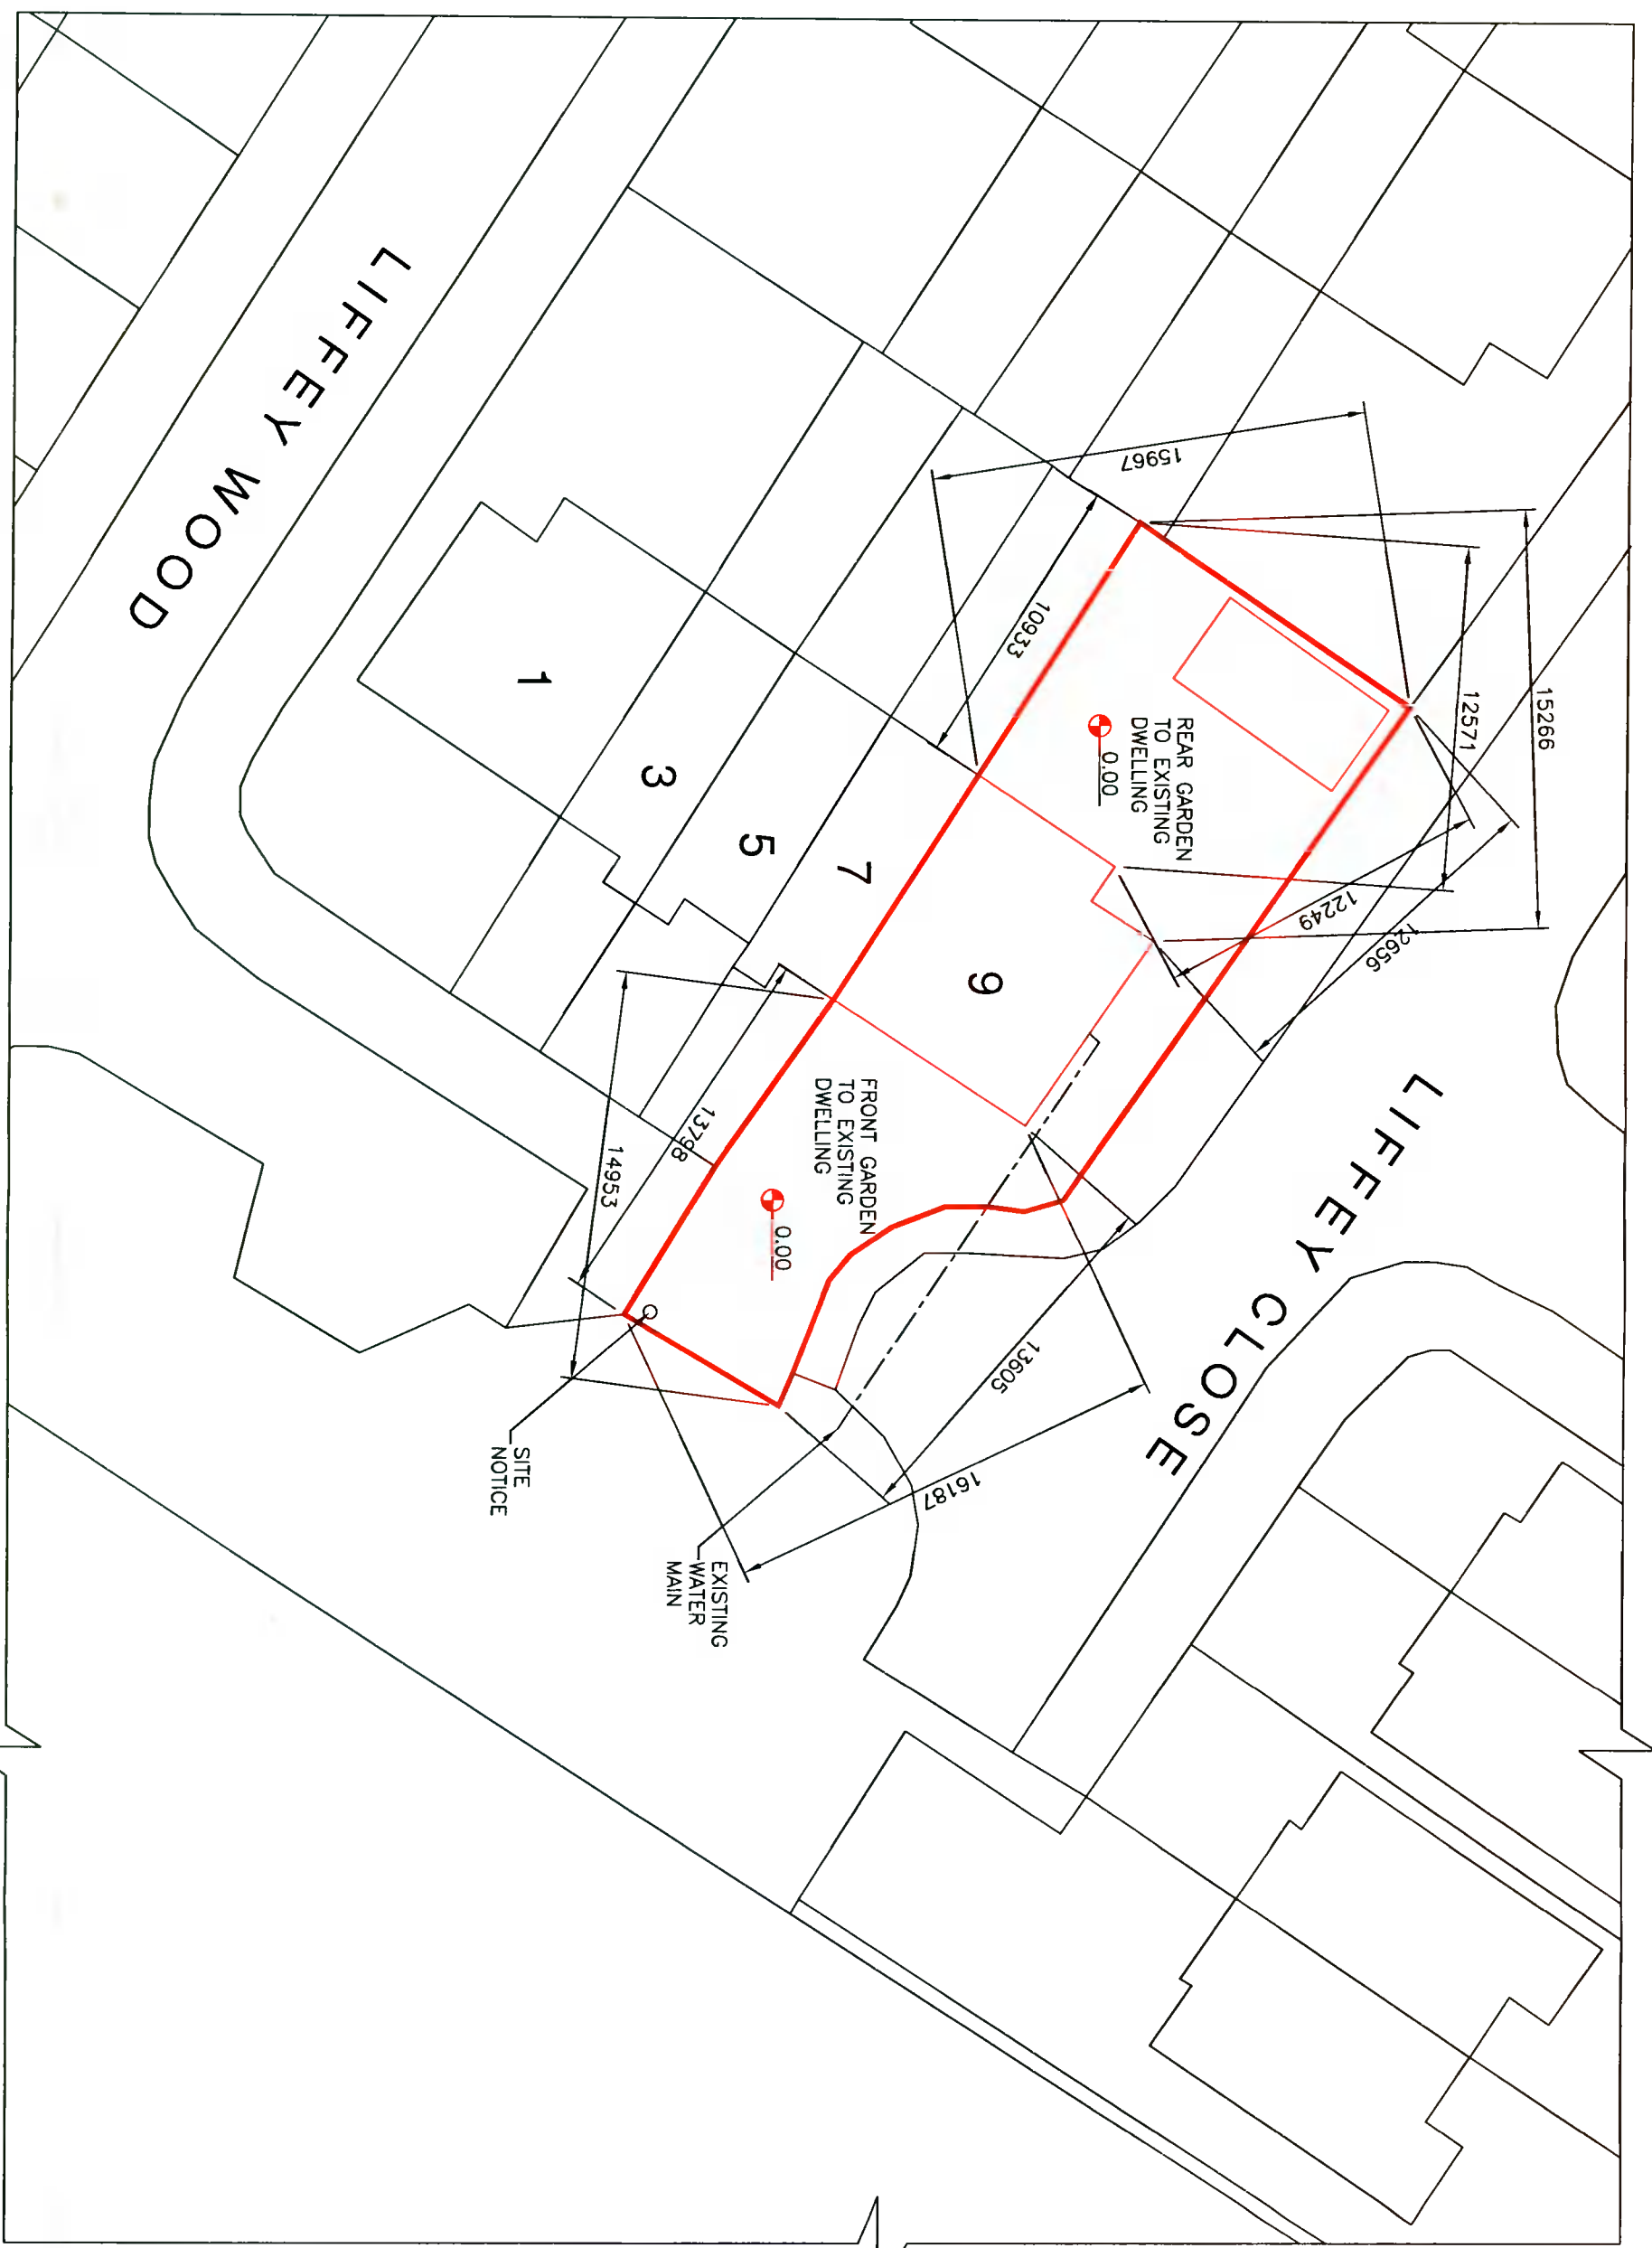 LIFFEY CLOSE
LIFFEY WOOD
15266
12571
15967
12249
12656
10933
REAR GARDEN
TO EXISTING
DWELLING
0.00
9
7
5
3
1
FRONT GARDEN
TO EXISTING
DWELLING
0.00
13798
14953
13605
16187
SITE
NOTICE
EXISTING
WATER
MAIN